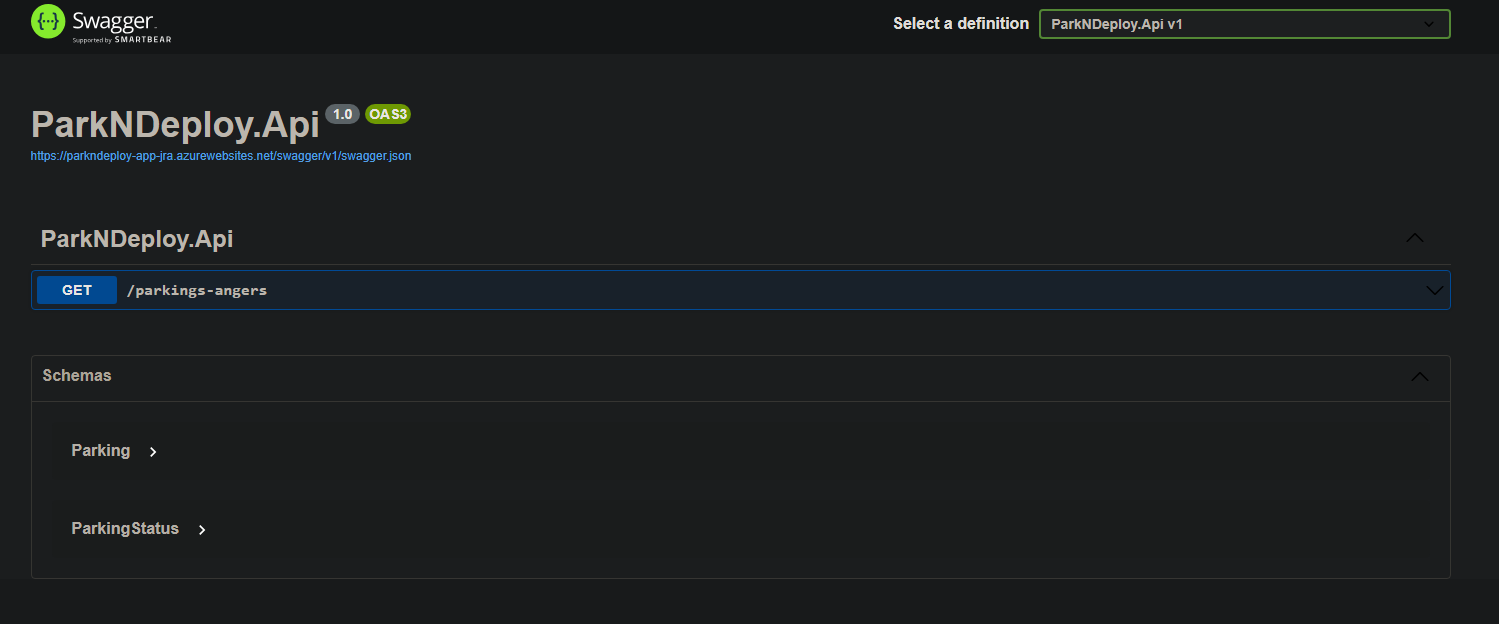 Swagger
Supported by SMARTBEAR
Select a definition
ParkNDeploy.Api v1
ParkNDeploy.Api 1.0 OAS3
https://parkndeploy-app-jra.azurewebsites.net/swagger/v1/swagger.json
ParkNDeploy.Api
GET /parkings-angers
Schemas
Parking
ParkingStatus